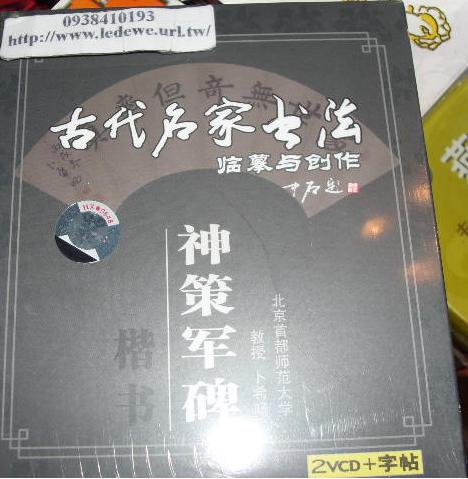 0938410193
http://www.ledewe.url.tw/
古代名家书法
临摹与创作
神策军碑
楷书
北京首都师范大学
教授 卜希
2VCD+字帖